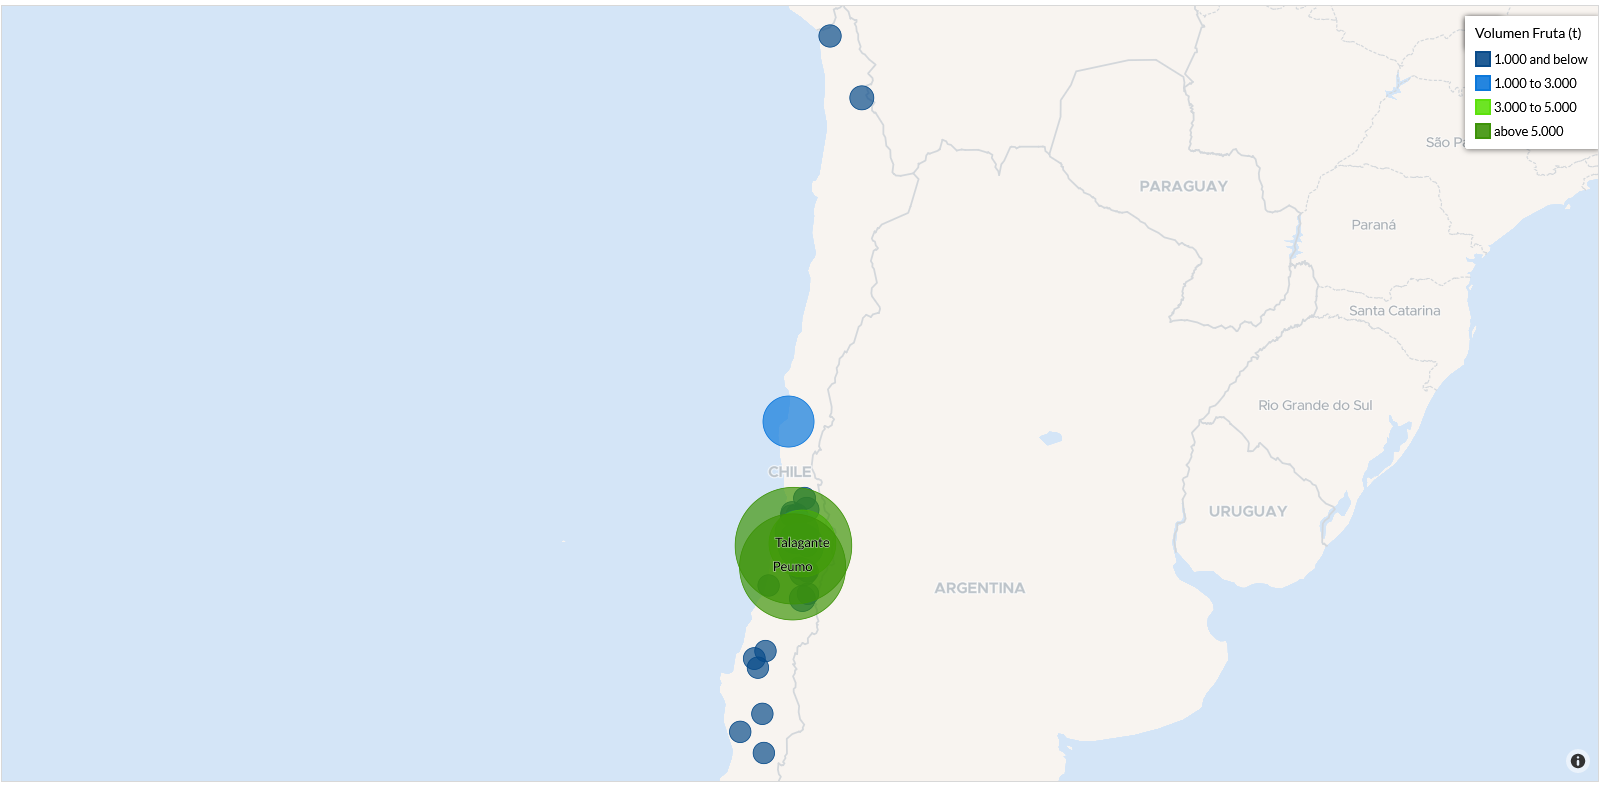 Volumen Fruta (t)
1.000 and below
1.000 to 3.000
3.000 to 5.000
above 5.000
São Pa
PARAGUAY
Paraná
Santa Catarina
Rio Grande do Sul
CHILE
URUGUAY
Talagante
Peumo
ARGENTINA